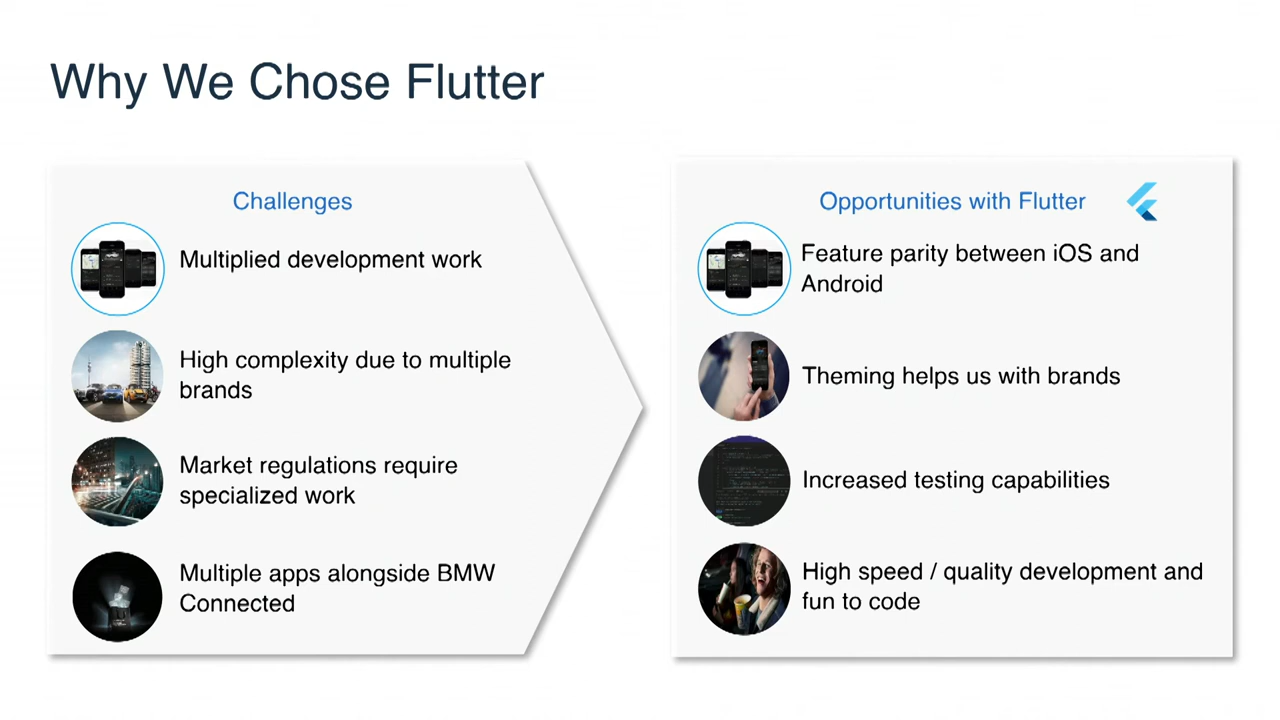 Why We Chose Flutter
Challenges
Multiplied development work
High complexity due to multiple
brands
Market regulations require
specialized work
Multiple apps alongside BMW
Connected
Opportunities with Flutter
Feature parity between iOS and
Android
Theming helps us with brands
Increased testing capabilities
High speed / quality development and
fun to code